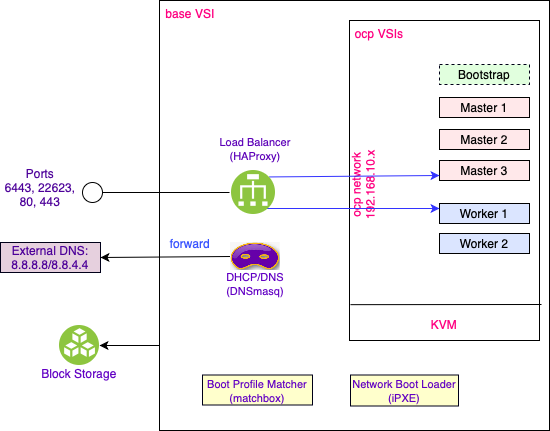 base VSI
ocp VSIs
Bootstrap
Master 1
Master 2
Master 3
Worker 1
Worker 2
KVM
ocp network
192.168.10.x
Load Balancer
(HAProxy)
Ports
6443, 22623,
80, 443
forward
External DNS:
8.8.8.8/8.8.4.4
DHCP/DNS
(DNSmasq)
Block Storage
Boot Profile Matcher
(matchbox)
Network Boot Loader
(iPXE)